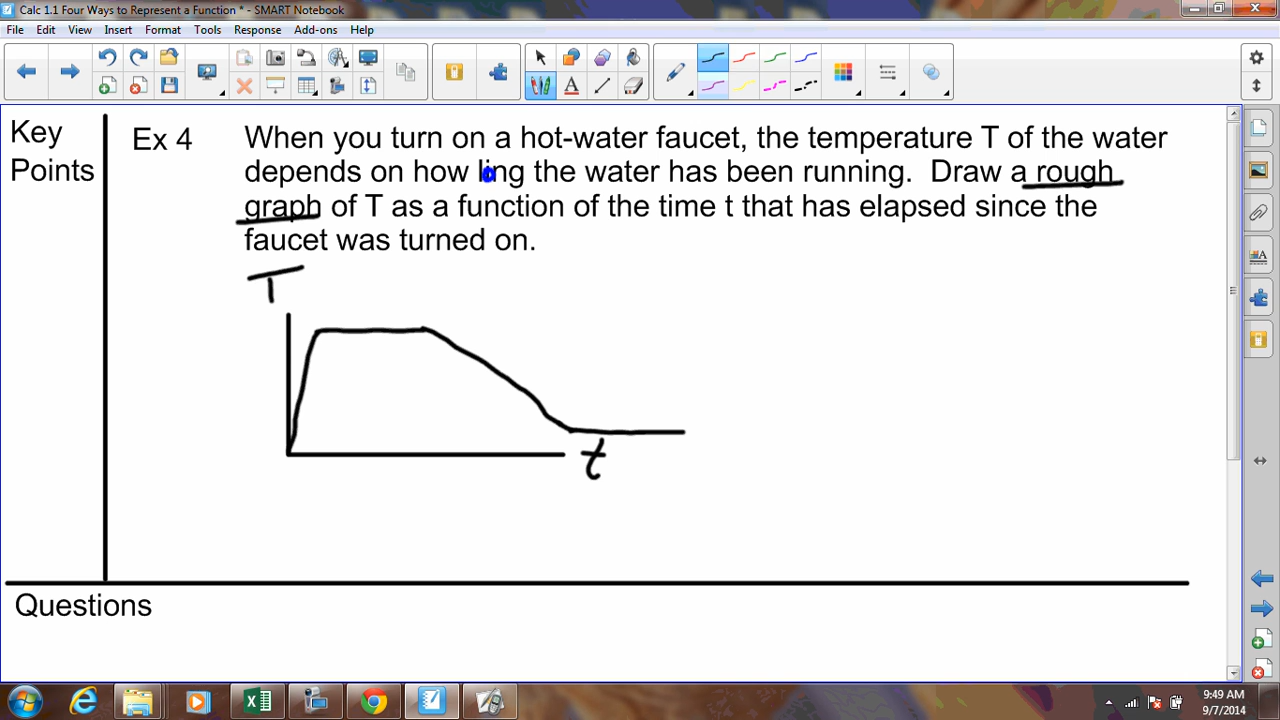 Calc 1.1 Four Ways to Represent a Function * - SMART Notebook
File Edit View Insert Format Tools Response Add-ons Help
Key
Points
Ex 4
When you turn on a hot-water faucet, the temperature T of the water
depends on how long the water has been running. Draw a rough
graph of T as a function of the time t that has elapsed since the
faucet was turned on.
T
t
Questions
9:49 AM
9/7/2014